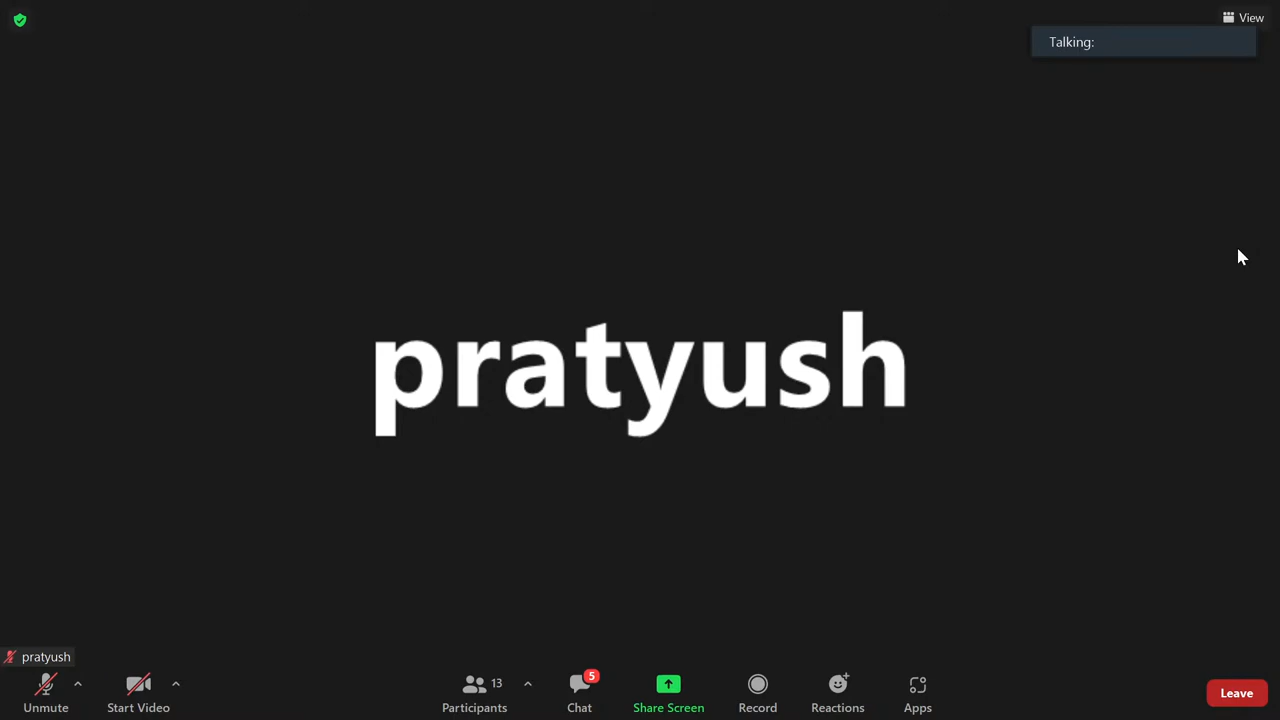 View
Talking:
pratyush
pratyush
Unmute
Start Video
13
Participants
5
Chat
Share Screen
Record
Reactions
Apps
Leave